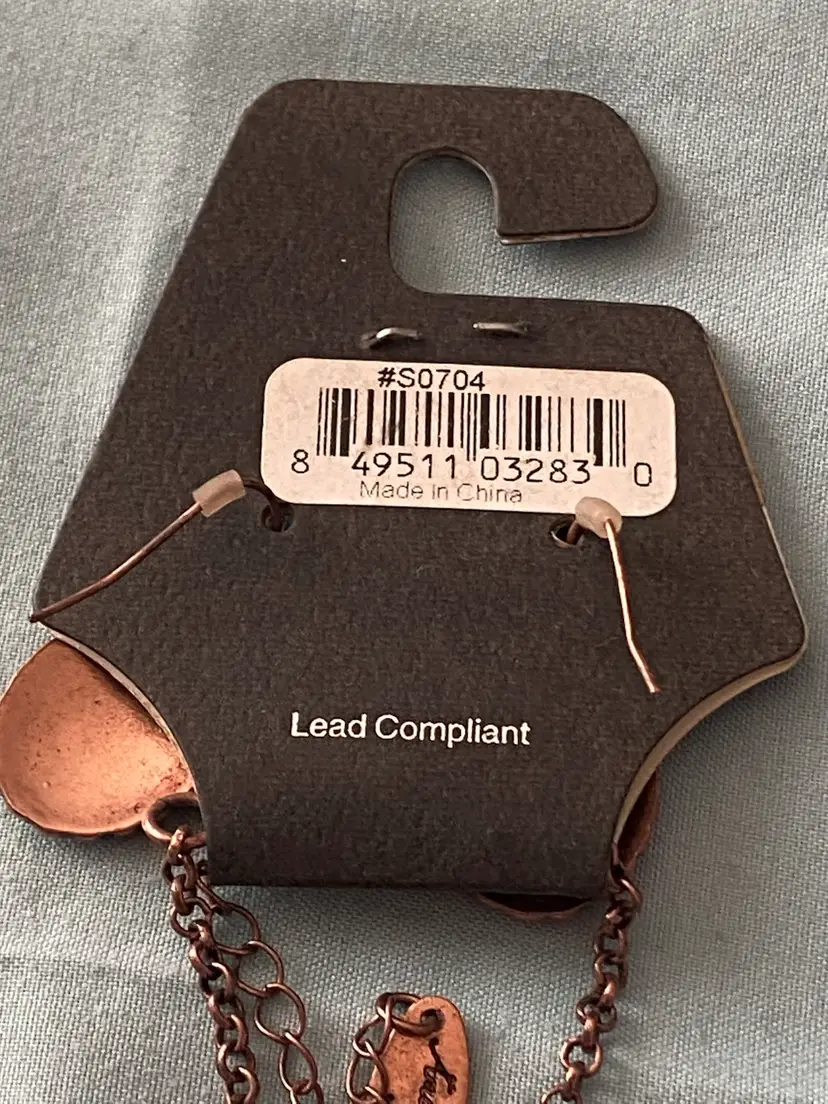 #S0704
8 49511 03283 0
Made in China
Lead Compliant